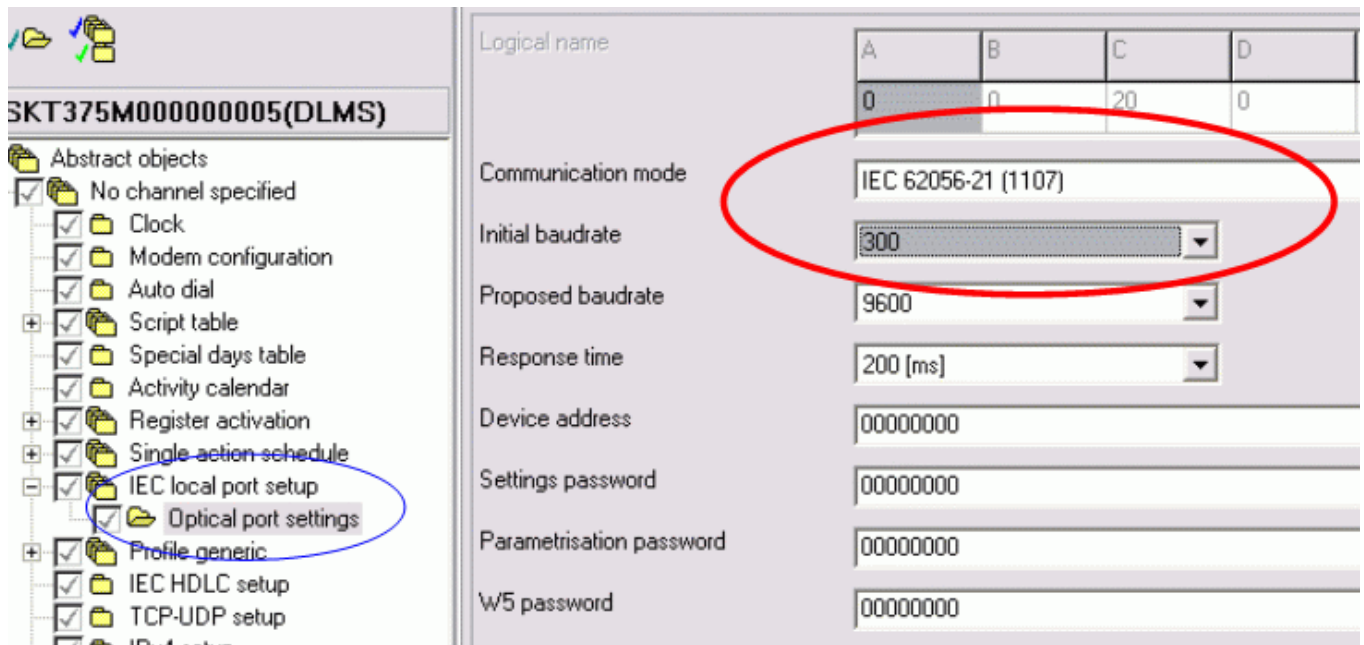 SKT375M000000005(DLMS)
Abstract objects
No channel specified
Clock
Modem configuration
Auto dial
Script table
Special days table
Activity calendar
Register activation
Single action schedule
IEC local port setup
Optical port settings
Profile generic
IEC HDLC setup
TCP-UDP setup
Logical name
A B C D
0 0 20 0
Communication mode
IEC 62056-21 (1107)
Initial baudrate
300
Proposed baudrate
9600
Response time
200 [ms]
Device address
00000000
Settings password
00000000
Parametrisation password
00000000
W5 password
00000000